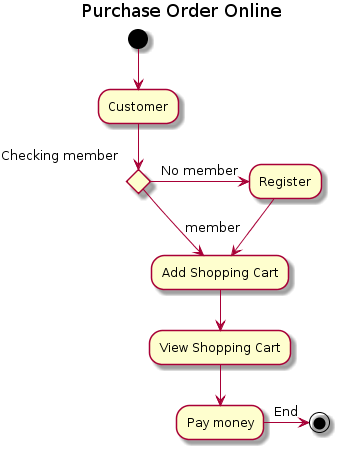 Purchase Order Online
Customer
Checking member
No member
Register
member
Add Shopping Cart
View Shopping Cart
Pay money
End